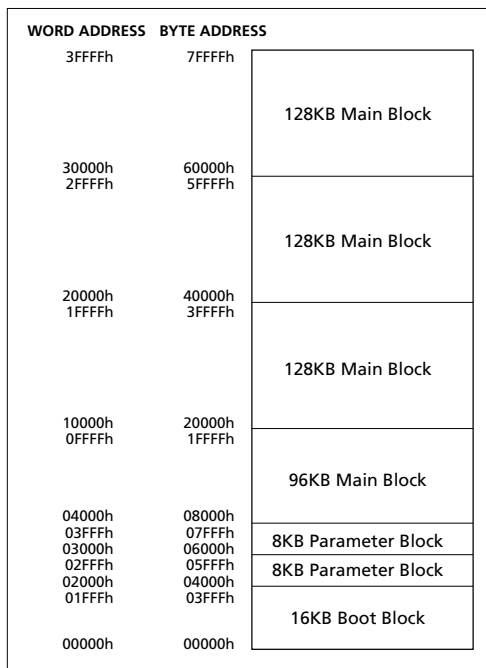 WORD ADDRESS BYTE ADDRESS
3FFFFh 7FFFFh
128KB Main Block
30000h 60000h
2FFFFh 5FFFFh
128KB Main Block
20000h 40000h
1FFFFh 3FFFFh
128KB Main Block
10000h 20000h
0FFFFh 1FFFFh
96KB Main Block
04000h 08000h
03FFFh 07FFFh
8KB Parameter Block
03000h 06000h
02FFFh 05FFFh
8KB Parameter Block
02000h 04000h
01FFFh 03FFFh
16KB Boot Block
00000h 00000h